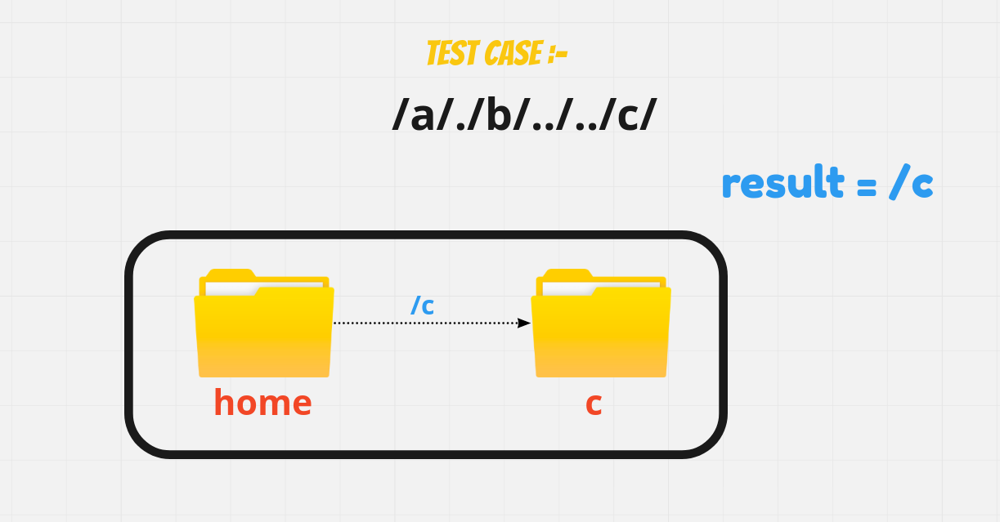 TEST CASE :-
/a/./b/../../c/
result = /c
/c
home
c